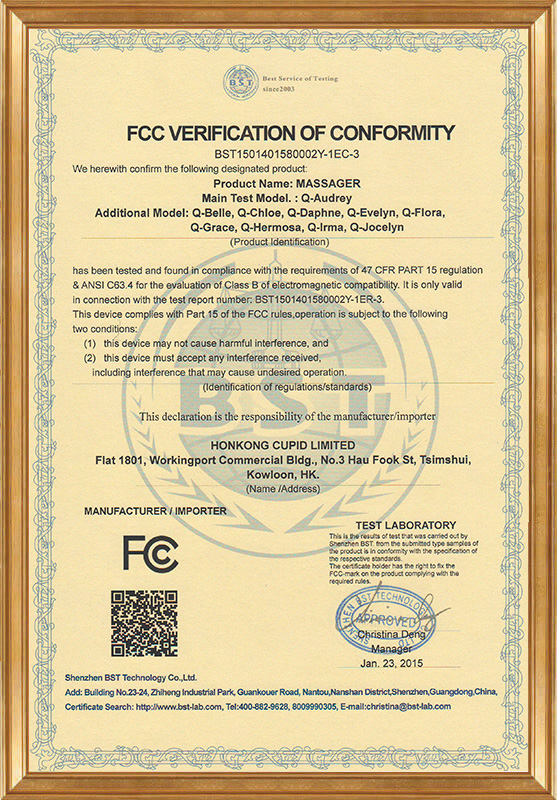 BST
Best Service of Testing
since2003
FCC VERIFICATION OF CONFORMITY
BST1501401580002Y-1EC-3
We herewith confirm the following designated product:
Product Name: MASSAGER
Main Test Model. : Q-Audrey
Additional Model: Q-Belle, Q-Chloe, Q-Daphne, Q-Evelyn, Q-Flora,
Q-Grace, Q-Hermosa, Q-Irma, Q-Jocelyn
(Product Identification)
has been tested and found in compliance with the requirements of 47 CFR PART 15 regulation
& ANSI C63.4 for the evaluation of Class B of electromagnetic compatibility. It is only valid
in connection with the test report number: BST1501401580002Y-1ER-3.
This device complies with Part 15 of the FCC rules,operation is subject to the following
two conditions:
(1) this device may not cause harmful interference, and
(2) this device must accept any interference received,
including interference that may cause undesired operation.
(Identification of regulations/standards)
BST
This declaration is the responsibility of the manufacturer/importer
HONKONG CUPID LIMITED
Flat 1801, Workingport Commercial Bldg., No.3 Hau Fook St, Tsimshui,
Kowloon, HK.
(Name /Address)
MANUFACTURER / IMPORTER
FC
TEST LABORATORY
This is the results of test that was carried out by
Shenzhen BST. from the submitted type samples of
the product is in conformity with the specification of
the respective standards.
The certificate holder has the right to fix the
FCC-mark on the product complying with the
required rules.
SHENZHEN BST TECHNOLOGY CO.,LTD
APPROVED
Christina Deng
Manager
Jan. 23, 2015
Shenzhen BST Technology Co.,Ltd.
Add: Building No.23-24, Zhiheng Industrial Park, Guankouer Road, Nantou,Nanshan District,Shenzhen,Guangdong,China,
Certificate Search: http://www.bst-lab.com, Tel:400-882-9628, 8009990305, E-mail:christina@bst-lab.com